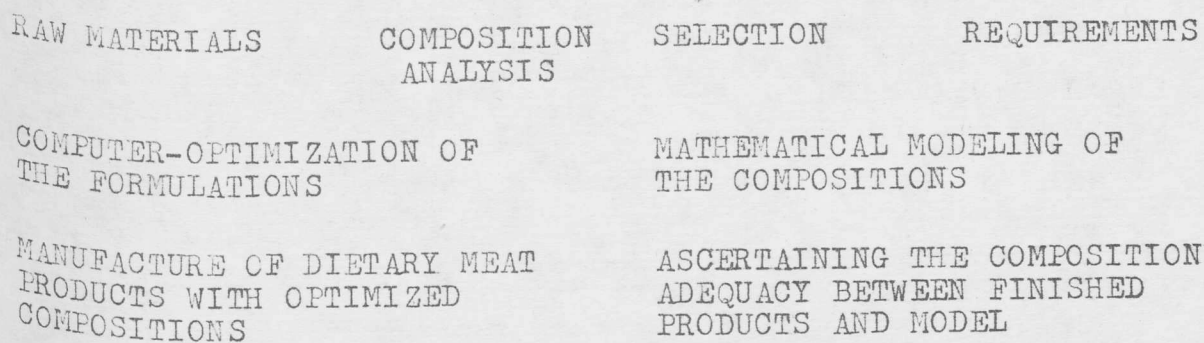 RAW MATERIALS COMPOSITION SELECTION REQUIREMENTS
ANALYSIS
COMPUTER-OPTIMIZATION OF
THE FORMULATIONS
MATHEMATICAL MODELING OF
THE COMPOSITIONS
MANUFACTURE OF DIETARY MEAT
PRODUCTS WITH OPTIMIZED
COMPOSITIONS
ASCERTAINING THE COMPOSITION
ADEQUACY BETWEEN FINISHED
PRODUCTS AND MODEL